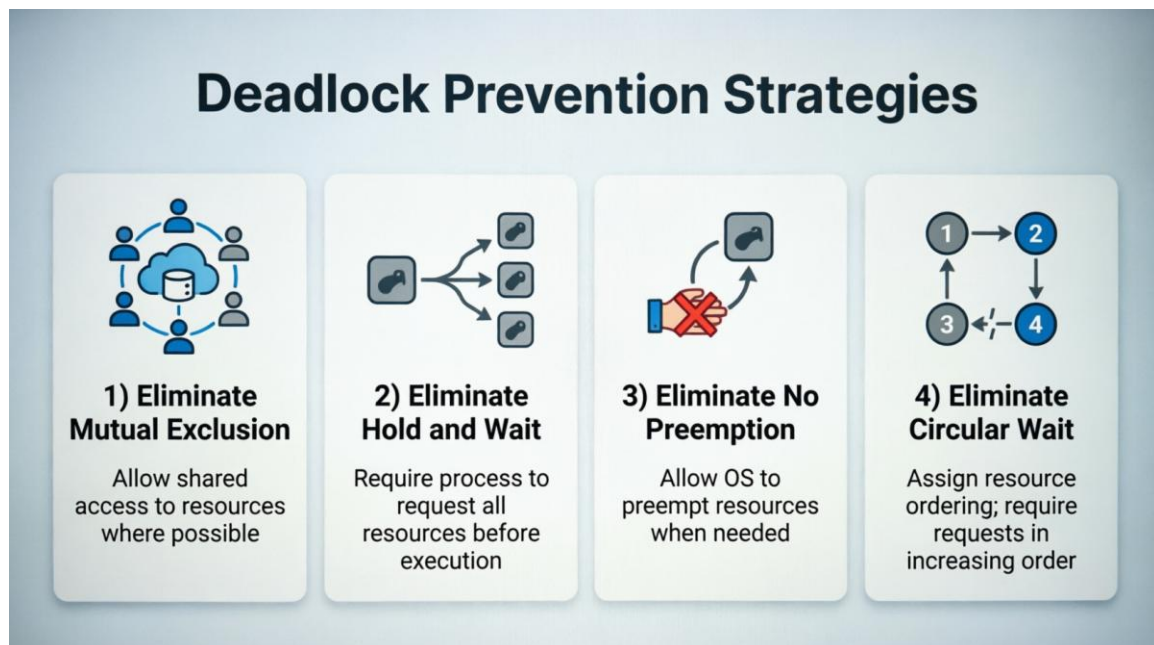 Deadlock Prevention Strategies
1) Eliminate
Mutual Exclusion
Allow shared
access to resources
where possible
2) Eliminate
Hold and Wait
Require process to
request all
resources before
execution
3) Eliminate No
Preemption
Allow OS to
preempt resources
when needed
1
2
3
4
4) Eliminate
Circular Wait
Assign resource
ordering; require
requests in
increasing order